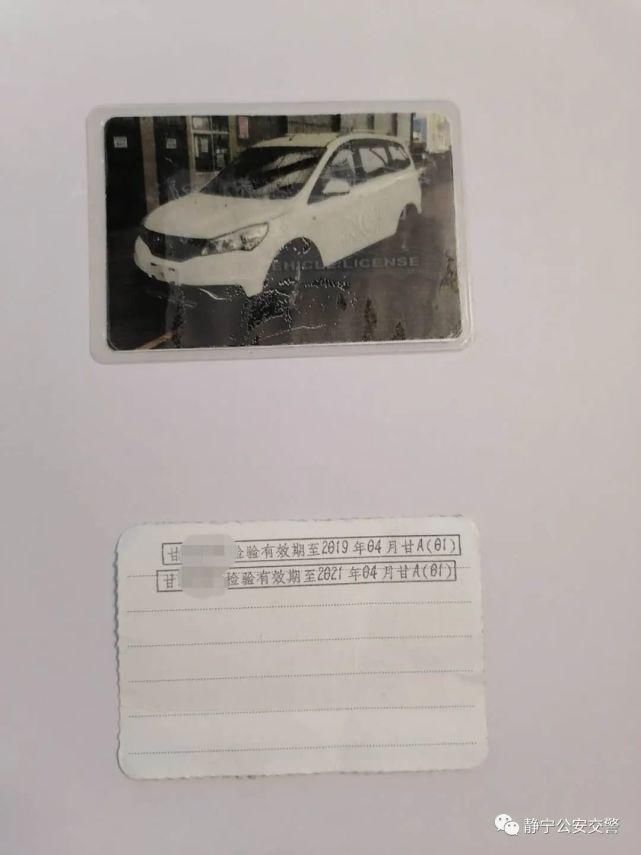 VEHICLE LICENSE
甘 检验有效期至2019年04月甘A(01)
甘 检验有效期至2021年04月甘A(01)
静宁公安交警